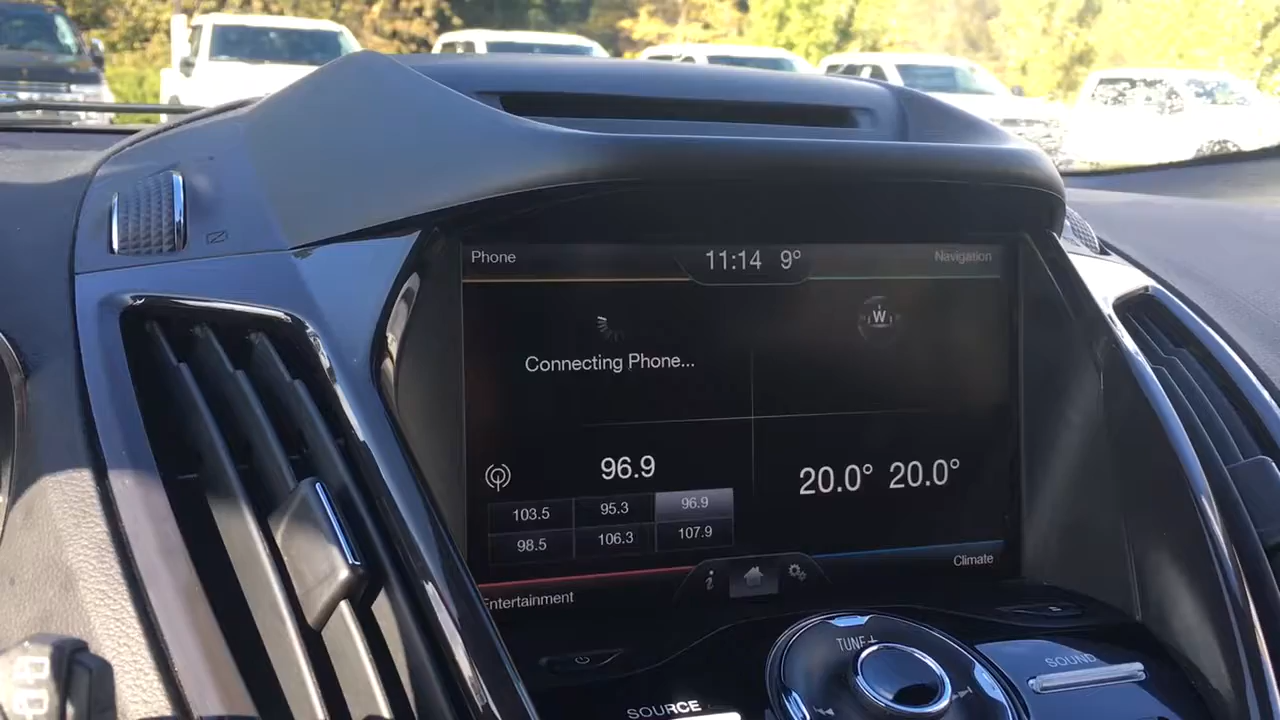 Phone
11:14 9°
Navigation
W
Connecting Phone...
96.9
20.0° 20.0°
103.5 95.3 96.9
98.5 106.3 107.9
i
Climate
Entertainment
TUNE+
SOUND
SOURCE